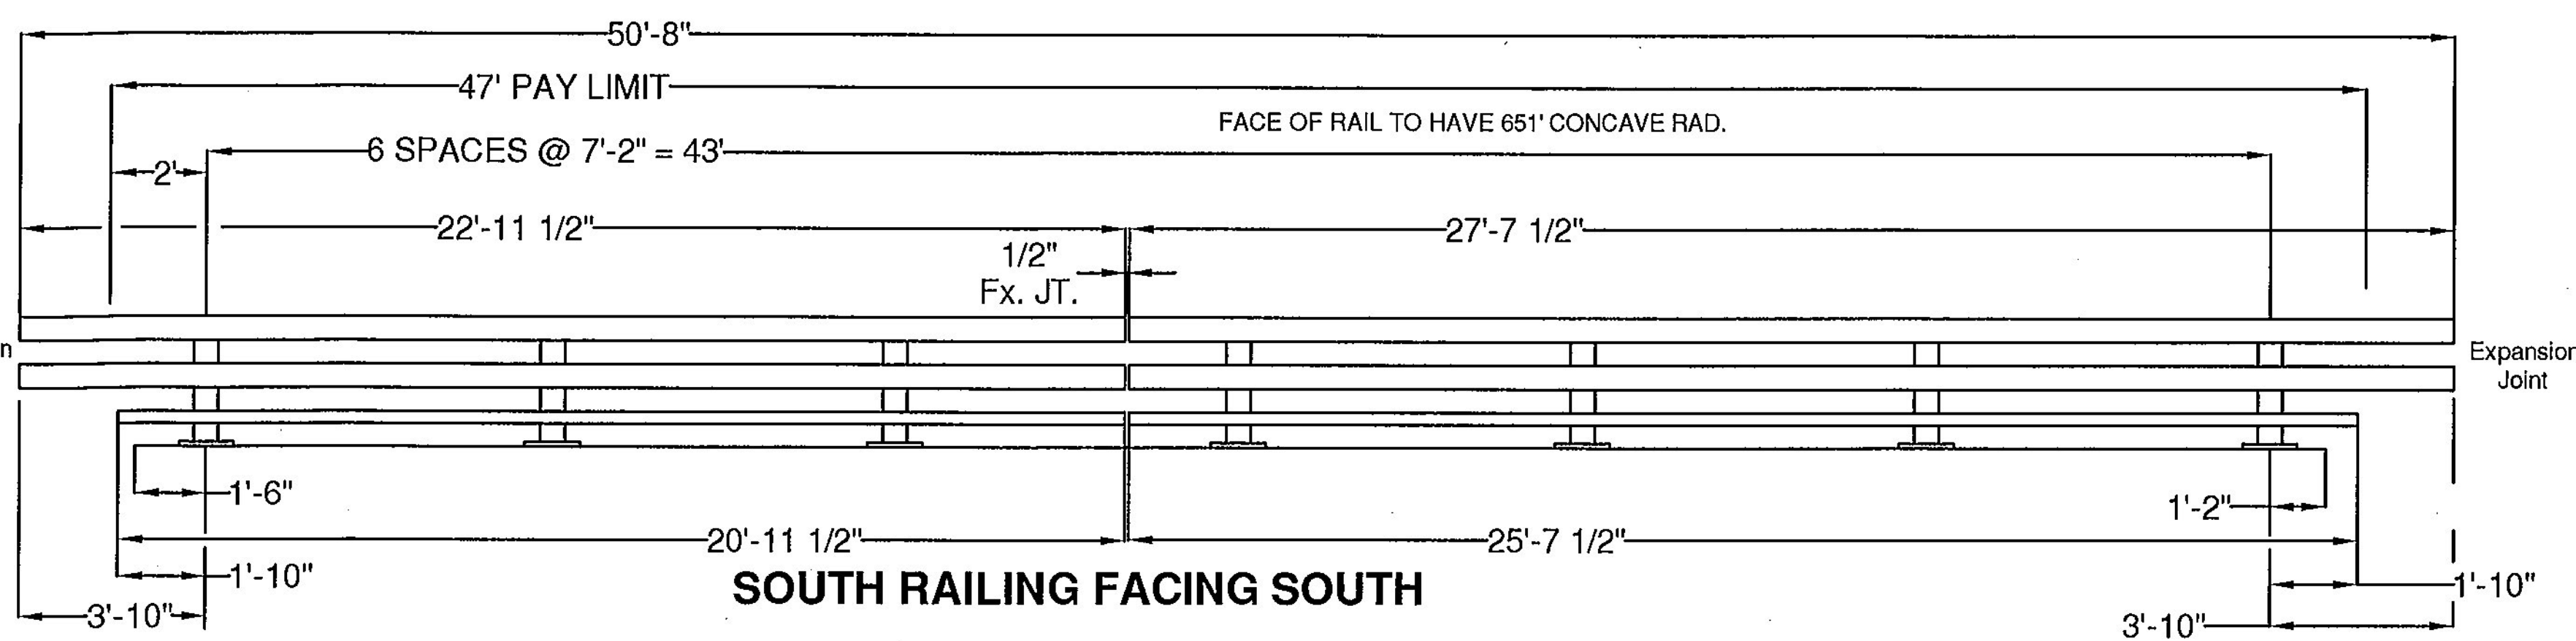 50'-8"
47' PAY LIMIT
FACE OF RAIL TO HAVE 651' CONCAVE RAD.
6 SPACES @ 7'-2" = 43'
2'
22'-11 1/2"
27'-7 1/2"
1/2"
Fx. JT.
n
Expansion
Joint
1'-6"
1'-2"
20'-11 1/2"
25'-7 1/2"
1'-10"
SOUTH RAILING FACING SOUTH
1'-10"
3'-10"
3'-10"